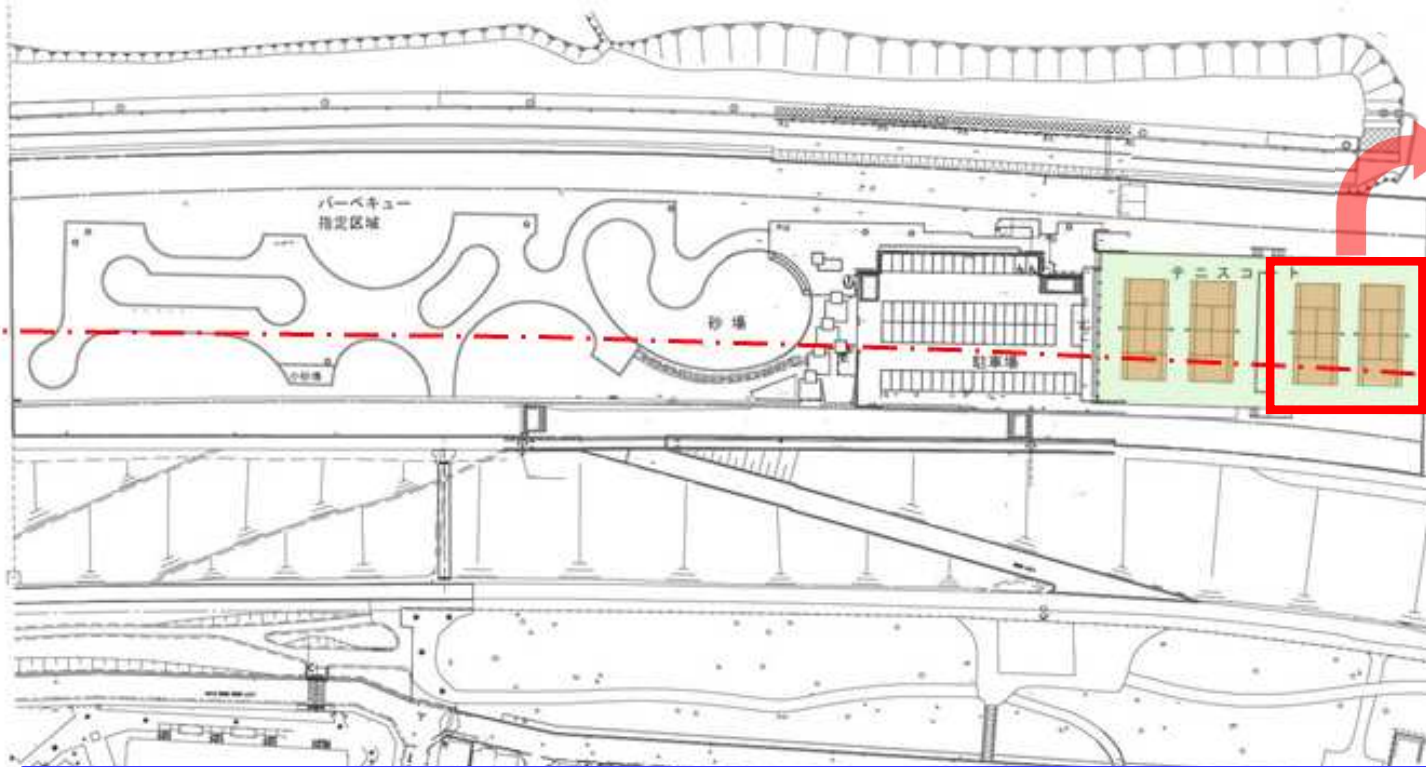 バーベキュー
指定区域
テニスコート
砂場
駐車場
小砂場